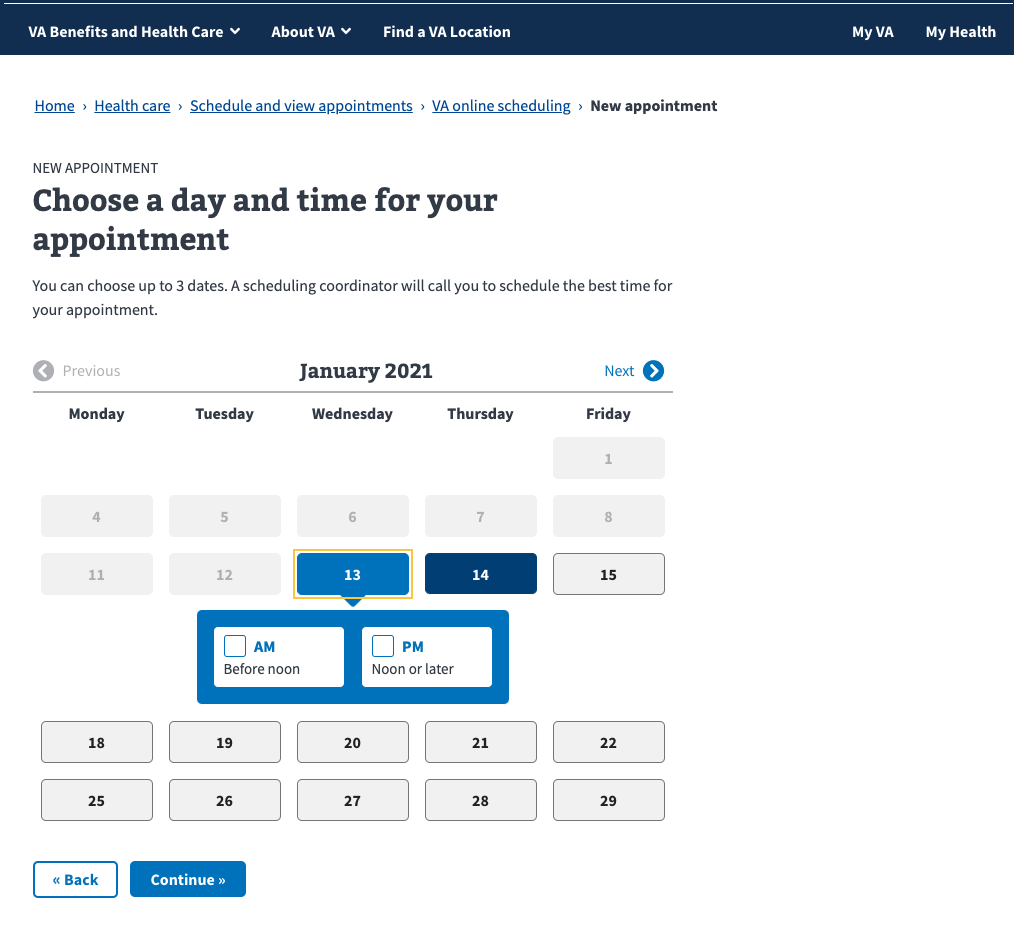 VA Benefits and Health Care About VA Find a VA Location My VA My Health
Home › Health care › Schedule and view appointments › VA online scheduling › New appointment
NEW APPOINTMENT
Choose a day and time for your
appointment
You can choose up to 3 dates. A scheduling coordinator will call you to schedule the best time for
your appointment.
Previous January 2021 Next
Monday Tuesday Wednesday Thursday Friday
1
4 5 6 7 8
11 12 13 14 15
AM PM
Before noon Noon or later
18 19 20 21 22
25 26 27 28 29
« Back Continue »